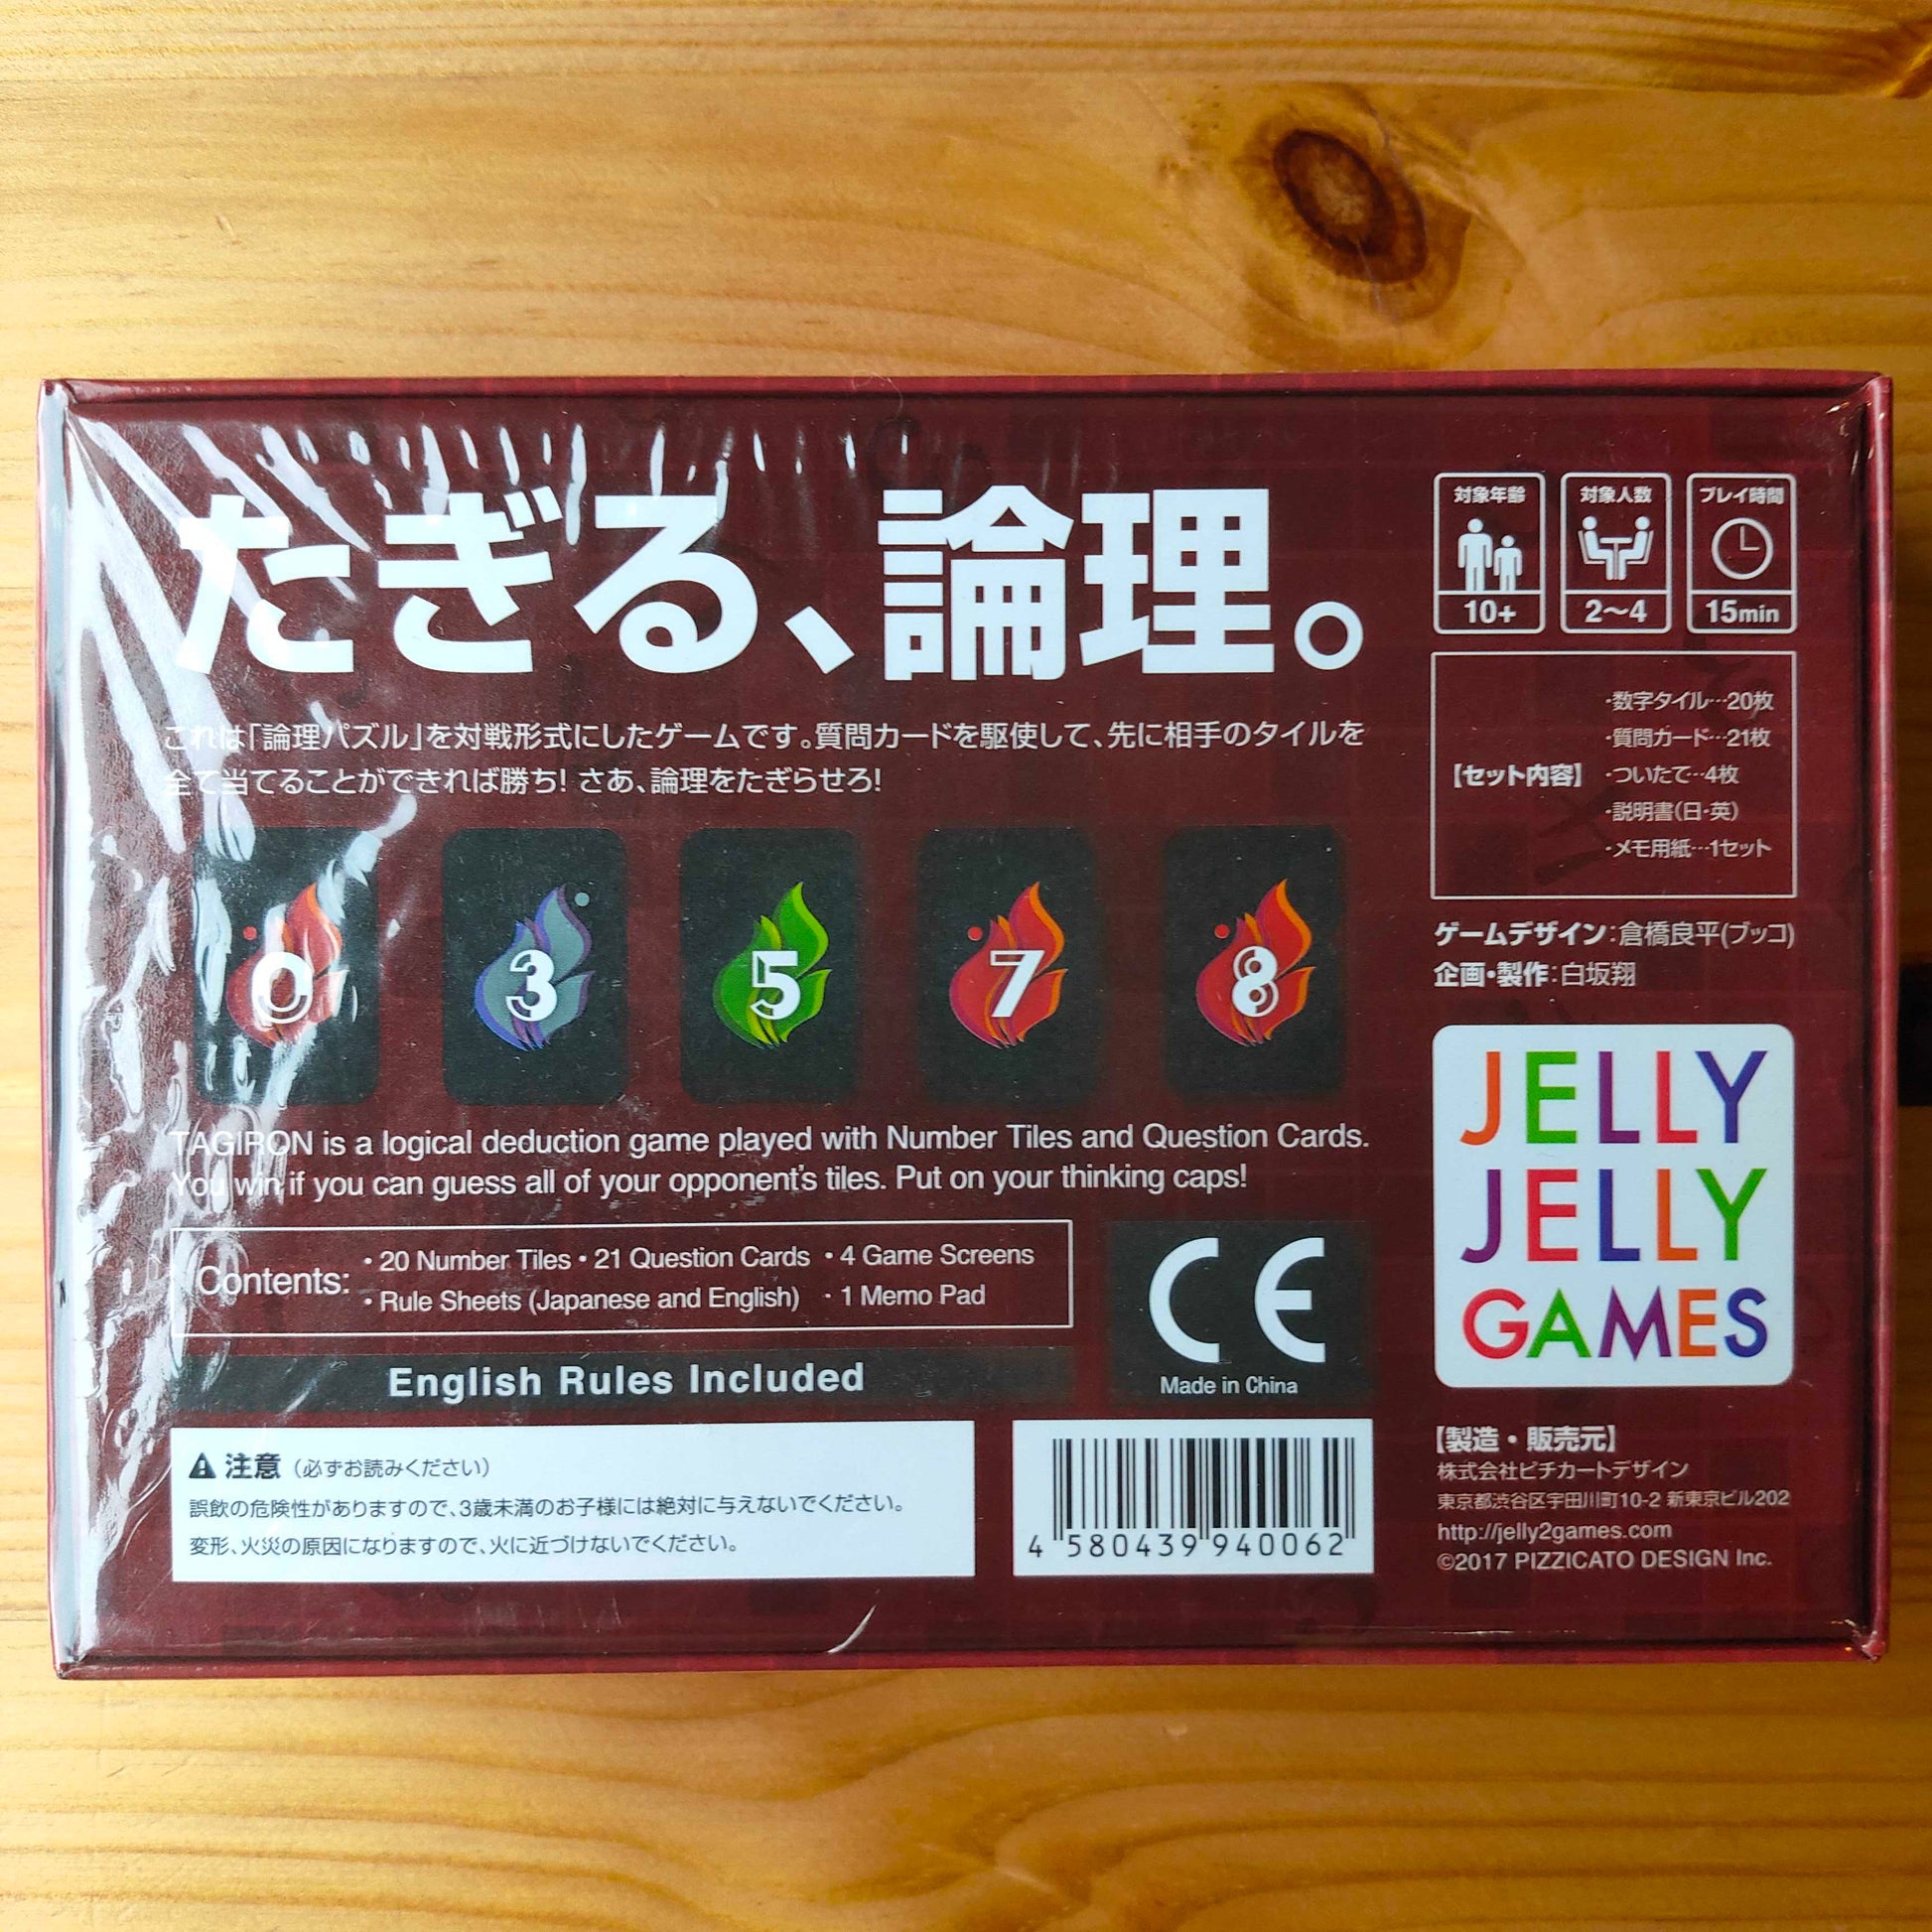 たぎる、論理。
これは「論理パズル」を対戦形式にしたゲームです。質問カードを駆使して、先に相手のタイルを
全て当てることができれば勝ち! さあ、論理をたぎらせろ!
0 3 5 7 8
TAGIRON is a logical deduction game played with Number Tiles and Question Cards.
You win if you can guess all of your opponent's tiles. Put on your thinking caps!
Contents:
・20 Number Tiles・21 Question Cards ・4 Game Screens
・Rule Sheets (Japanese and English) ・1 Memo Pad
English Rules Included
CE
Made in China
注意（必ずお読みください）
誤飲の危険性がありますので、3歳未満のお子様には絶対に与えないでください。
変形、火災の原因になりますので、火に近づけないでください。
4 580439 940062
対象年齢 対象人数 プレイ時間
10+ 2〜4 15min
【セット内容】
・数字タイル…20枚
・質問カード…21枚
・ついたて…4枚
・説明書(日・英)
・メモ用紙…1セット
ゲームデザイン:倉橋良平(ブッコ)
企画・製作:白坂翔
JELLY
JELLY
GAMES
【製造・販売元】
株式会社ピチカートデザイン
東京都渋谷区宇田川町10-2 新東京ビル202
http://jelly2games.com
©2017 PIZZICATO DESIGN Inc.